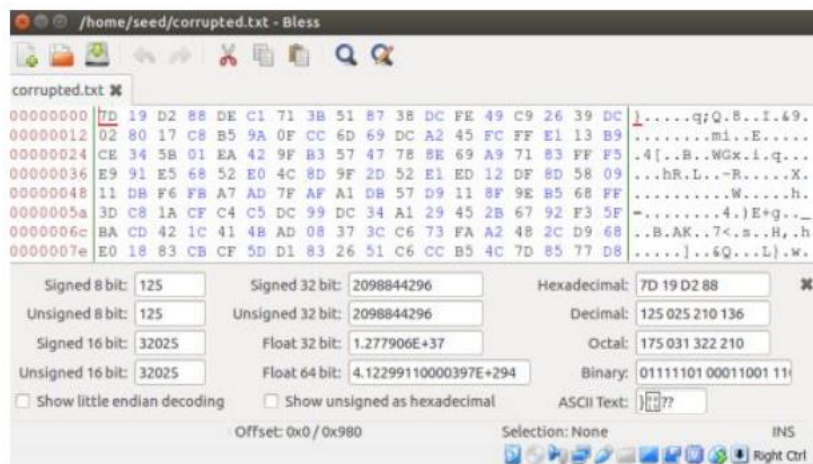 /home/seed/corrupted.txt - Bless
corrupted.txt
00000000 7D 19 D2 88 DE C1 71 3B 51 87 38 DC FE 49 C9 26 39 DC }.....q;Q.8..I.&9.
00000012 02 80 17 C8 B5 9A 0F CC 6D 69 DC A2 45 FC FF E1 13 B9 ........mi..E.....
00000024 CE 34 5B 01 EA 42 9F B3 57 47 78 8E 69 A9 71 83 FF F5 .4[..B..WGx.i.q...
00000036 E9 91 E5 68 52 E0 4C 8D 9F 2D 52 E1 ED 12 DF 8D 58 09 ...hR.L..-R.....X.
00000048 11 DB F6 FB A7 AD 7F AF A1 DB 57 D9 11 8F 9E B5 68 FF ..........W.....h.
0000005a 3D C8 1A CF C4 C5 DC 99 DC 34 A1 29 45 2B 67 92 F3 5F =........4.)E+g.._
0000006c BA CD 42 1C 41 4B AD 08 37 3C C6 73 FA A2 48 2C D9 68 ..B.AK..7<.s..H,.h
0000007e E0 18 83 CB CF 5D D1 83 26 51 C6 CC B5 4C 7D 85 77 D8 .....]..&Q...L}.w.
Signed 8 bit: 125 Signed 32 bit: 2098844296 Hexadecimal: 7D 19 D2 88
Unsigned 8 bit: 125 Unsigned 32 bit: 2098844296 Decimal: 125 025 210 136
Signed 16 bit: 32025 Float 32 bit: 1.277906E+37 Octal: 175 031 322 210
Unsigned 16 bit: 32025 Float 64 bit: 4.12299110000397E+294 Binary: 01111101 00011001 11
Show little endian decoding Show unsigned as hexadecimal ASCII Text: }??
Offset: 0x0 / 0x980 Selection: None INS
Right Ctrl